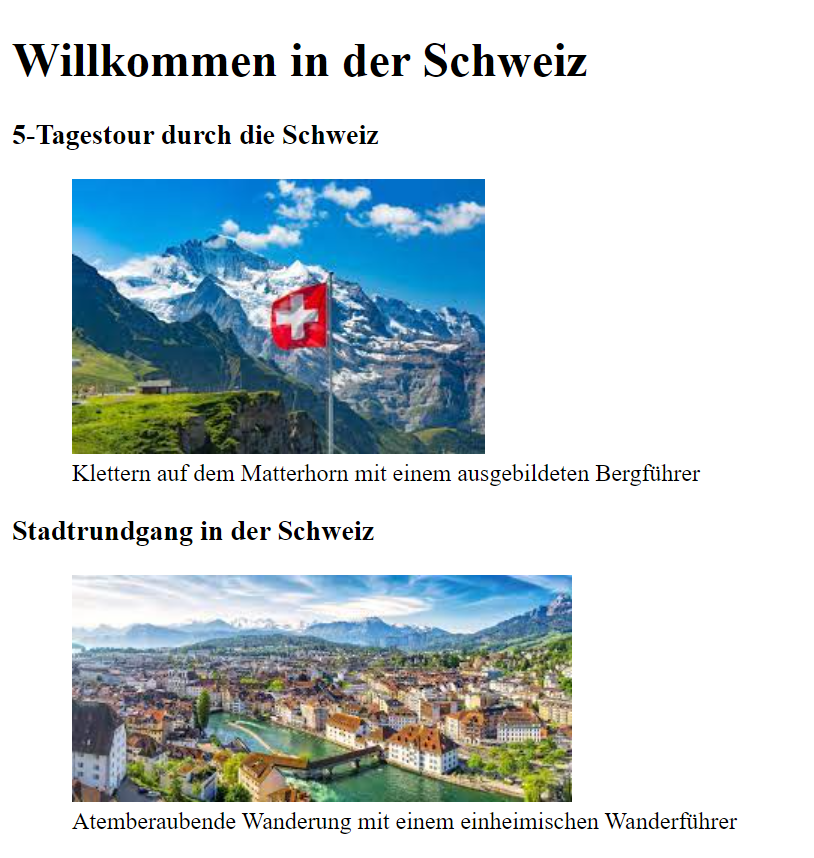 Willkommen in der Schweiz
5-Tagestour durch die Schweiz
Klettern auf dem Matterhorn mit einem ausgebildeten Bergführer
Stadtrundgang in der Schweiz
Atemberaubende Wanderung mit einem einheimischen Wanderführer